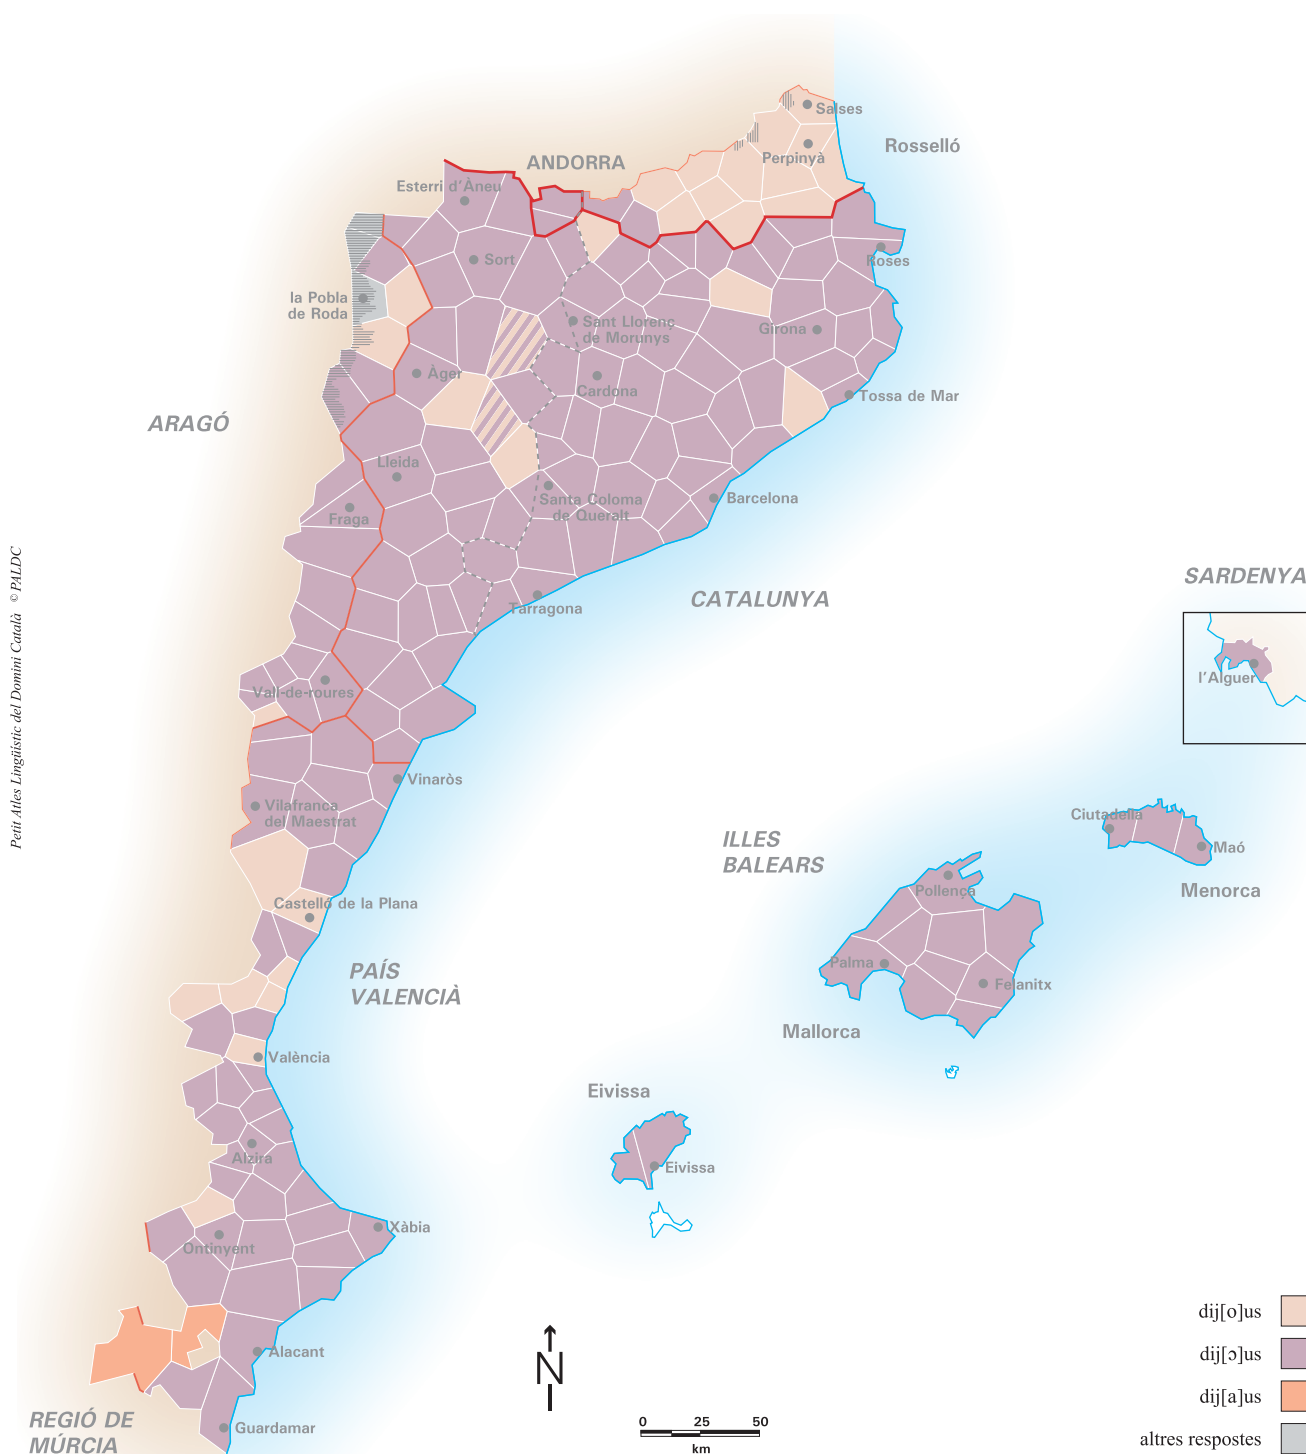 Salses
Rosselló
Perpinyà
ANDORRA
Esterri d'Àneu
Sort
Roses
la Pobla
de Roda
Sant Llorenç
de Morunys
Girona
Àger
Cardona
Tossa de Mar
ARAGÓ
Lleida
Santa Coloma
de Queralt
Barcelona
Fraga
Petit Atles Lingüístic del Domini Català © PALDC
SARDENYA
CATALUNYA
Tarragona
l'Alguer
Vall-de-roures
Vinaròs
Vilafranca
del Maestrat
Ciutadella
Maó
ILLES
BALEARS
Pollença
Menorca
Castelló de la Plana
PAÍS
VALENCIÀ
Palma
Felanitx
Mallorca
València
Eivissa
Alzira
Eivissa
Xàbia
Ontinyent
dij[o]us
Alacant
dij[ɔ]us
N
dij[a]us
REGIÓ DE
MÚRCIA
Guardamar
0 25 50
km
altres respostes